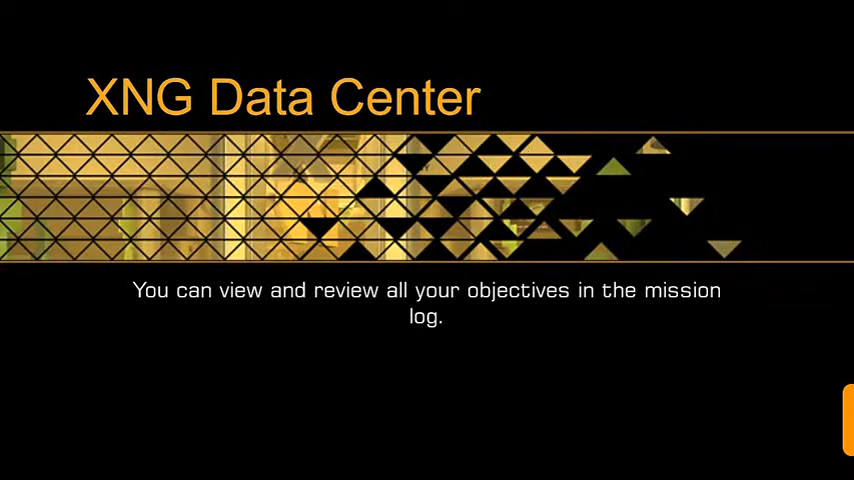 XNG Data Center
You can view and review all your objectives in the mission
log.